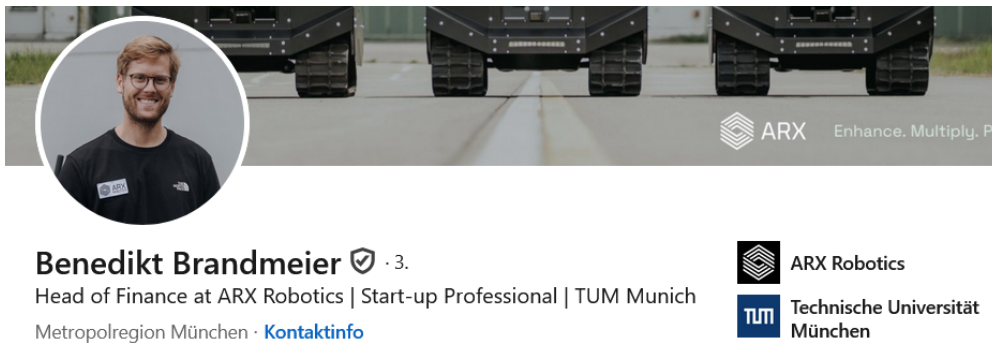 ARX
Enhance. Multiply. P
ARX
Benedikt Brandmeier · 3.
Head of Finance at ARX Robotics | Start-up Professional | TUM Munich
Metropolregion München · Kontaktinfo
ARX Robotics
TUM
Technische Universität
München